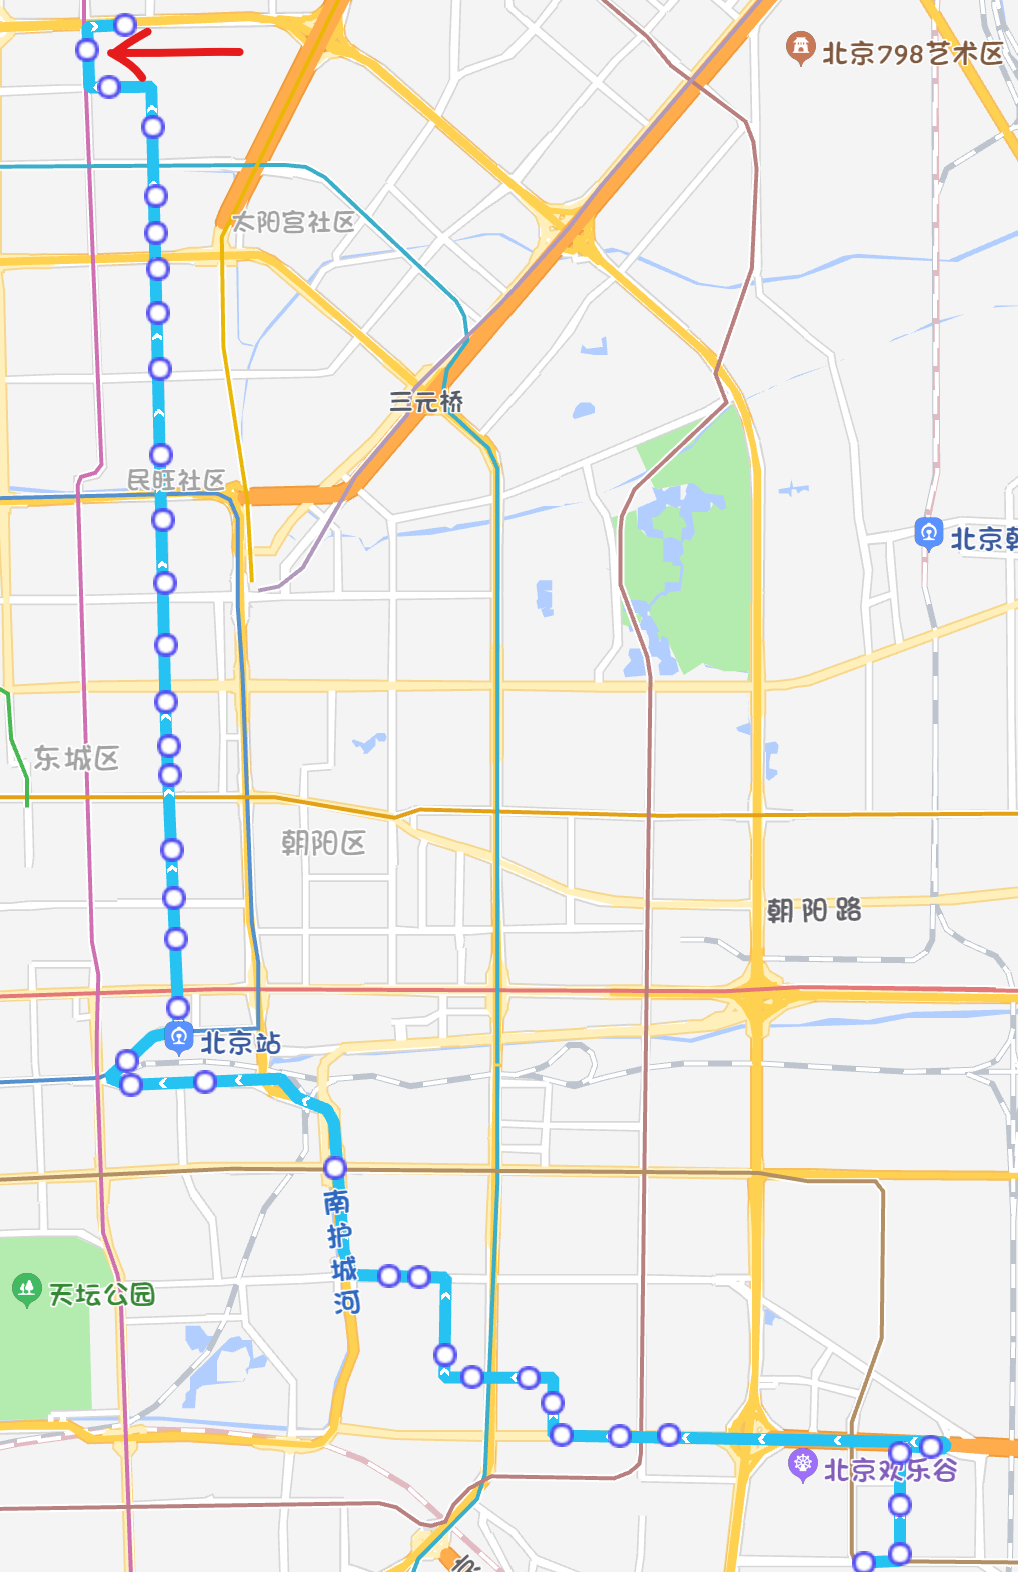 北京798艺术区
太阳宫社区
三元桥
民旺社区
北京朝
东城区
朝阳区
朝阳路
北京站
南护城河
天坛公园
北京欢乐谷